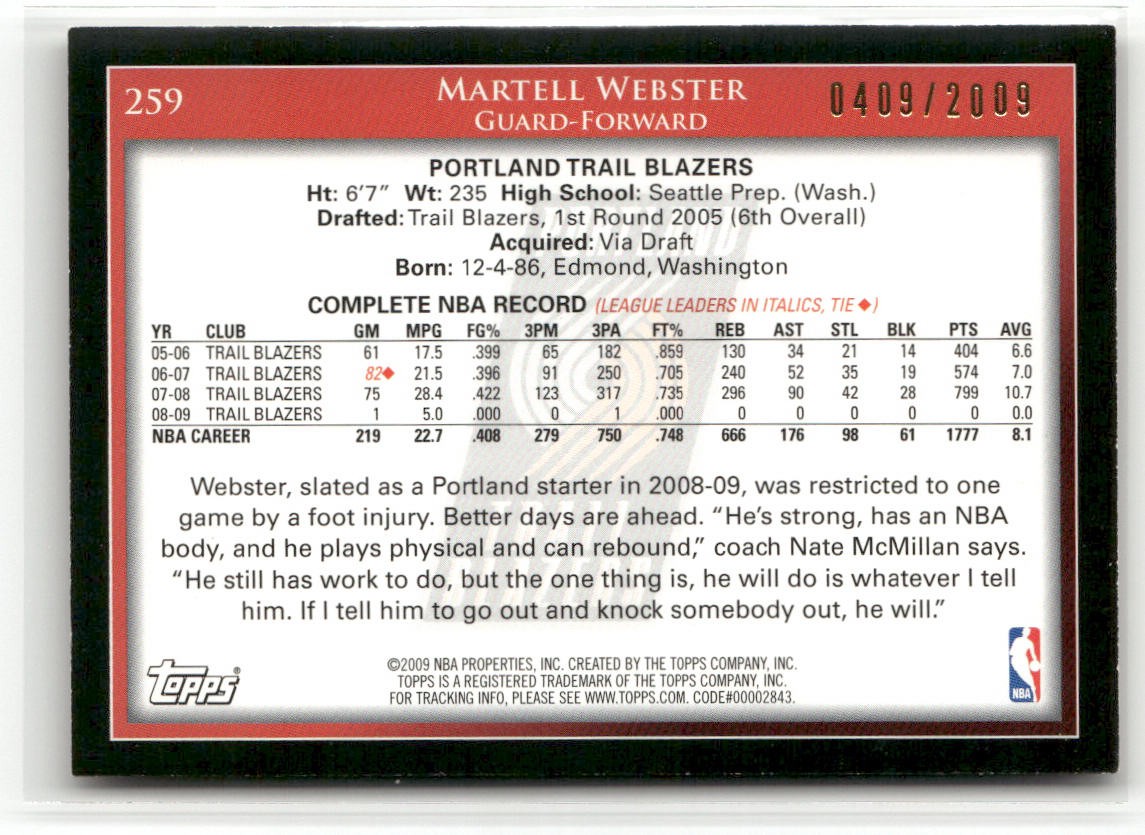 259
MARTELL WEBSTER
0409/2009
GUARD-FORWARD
PORTLAND TRAIL BLAZERS
Ht: 6'7" Wt: 235 High School: Seattle Prep. (Wash.)
Drafted: Trail Blazers, 1st Round 2005 (6th Overall)
Acquired: Via Draft
Born: 12-4-86, Edmond, Washington
COMPLETE NBA RECORD (LEAGUE LEADERS IN ITALICS, TIE ◆)
YR CLUB GM MPG FG% 3PM 3PA FT% REB AST STL BLK PTS AVG
05-06 TRAIL BLAZERS 61 17.5 .399 65 182 .859 130 34 21 14 404 6.6
06-07 TRAIL BLAZERS 82◆ 21.5 .396 91 250 .705 240 52 35 19 574 7.0
07-08 TRAIL BLAZERS 75 28.4 .422 123 317 .735 296 90 42 28 799 10.7
08-09 TRAIL BLAZERS 1 5.0 .000 0 1 .000 0 0 0 0 0 0.0
NBA CAREER 219 22.7 .408 279 750 .748 666 176 98 61 1777 8.1
Webster, slated as a Portland starter in 2008-09, was restricted to one
game by a foot injury. Better days are ahead. "He's strong, has an NBA
body, and he plays physical and can rebound," coach Nate McMillan says.
"He still has work to do, but the one thing is, he will do is whatever I tell
him. If I tell him to go out and knock somebody out, he will."
Topps®
©2009 NBA PROPERTIES, INC. CREATED BY THE TOPPS COMPANY, INC.
TOPPS IS A REGISTERED TRADEMARK OF THE TOPPS COMPANY, INC.
FOR TRACKING INFO, PLEASE SEE WWW.TOPPS.COM. CODE#00002843.
NBA
PORTLAND
TRAIL
BLAZERS